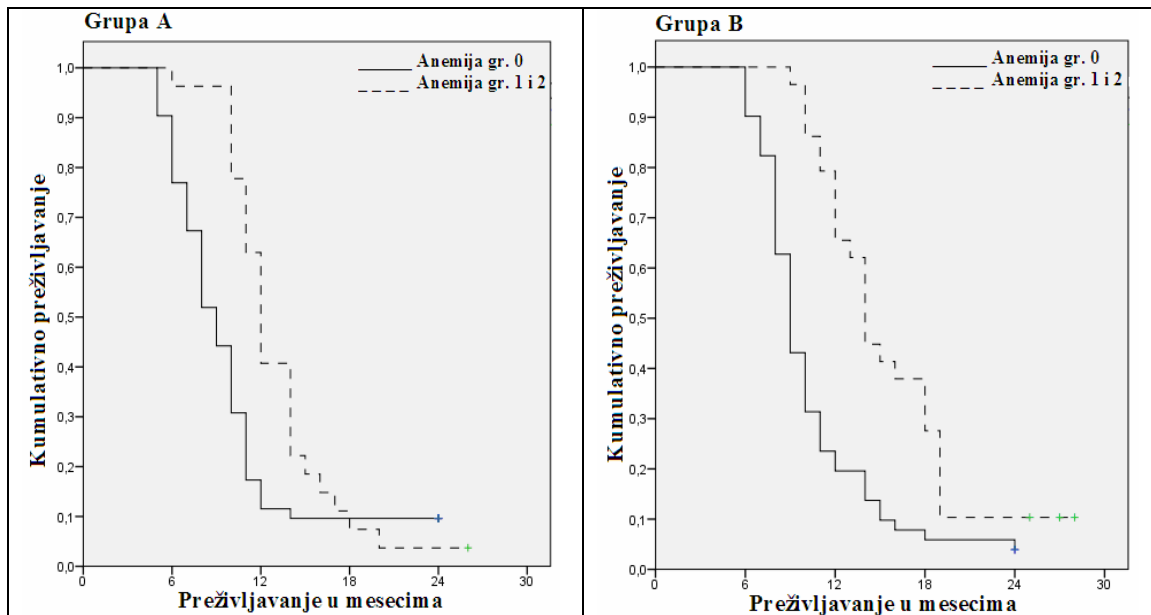 Grupa A
Anemija gr. 0
Anemija gr. 1 i 2
Kumulativno preživljavanje
1,0
0,9
0,8
0,7
0,6
0,5
0,4
0,3
0,2
0,1
0,0
0 6 12 18 24 30
Preživljavanje u mesecima
Grupa B
Anemija gr. 0
Anemija gr. 1 i 2
Kumulativno preživljavanje
1,0
0,9
0,8
0,7
0,6
0,5
0,4
0,3
0,2
0,1
0,0
0 6 12 18 24 30
Preživljavanje u mesecima